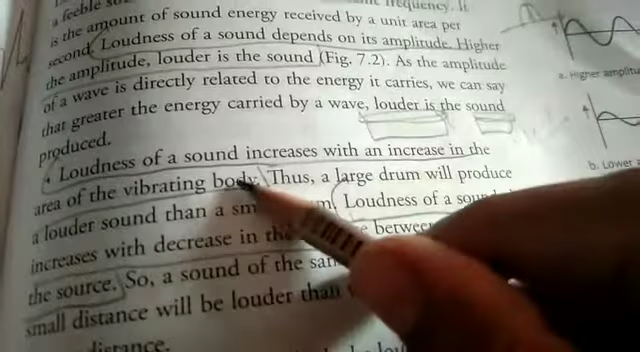 a feeble
is the amount of sound energy received by a unit area per
second. Loudness of a sound depends on its amplitude. Higher
the amplitude, louder is the sound (Fig. 7.2). As the amplitude
of a wave is directly related to the energy it carries, we can say
that greater the energy carried by a wave, louder is the sound
produced.
• Loudness of a sound increases with an increase in the
area of the vibrating body. Thus, a large drum will produce
a louder sound than a sm
Loudness of a
increases with decrease in
the source. So, a sound of the
small distance will be louder than
distance.
a. Higher
b. Lower